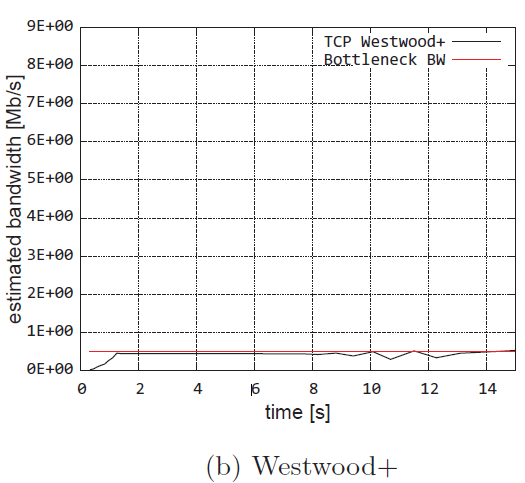 9E+00
8E+00
7E+00
6E+00
5E+00
4E+00
3E+00
2E+00
1E+00
0E+00
estimated bandwidth [Mb/s]
TCP Westwood+
Bottleneck BW
0 2 4 6 8 10 12 14
time [s]
(b) Westwood+